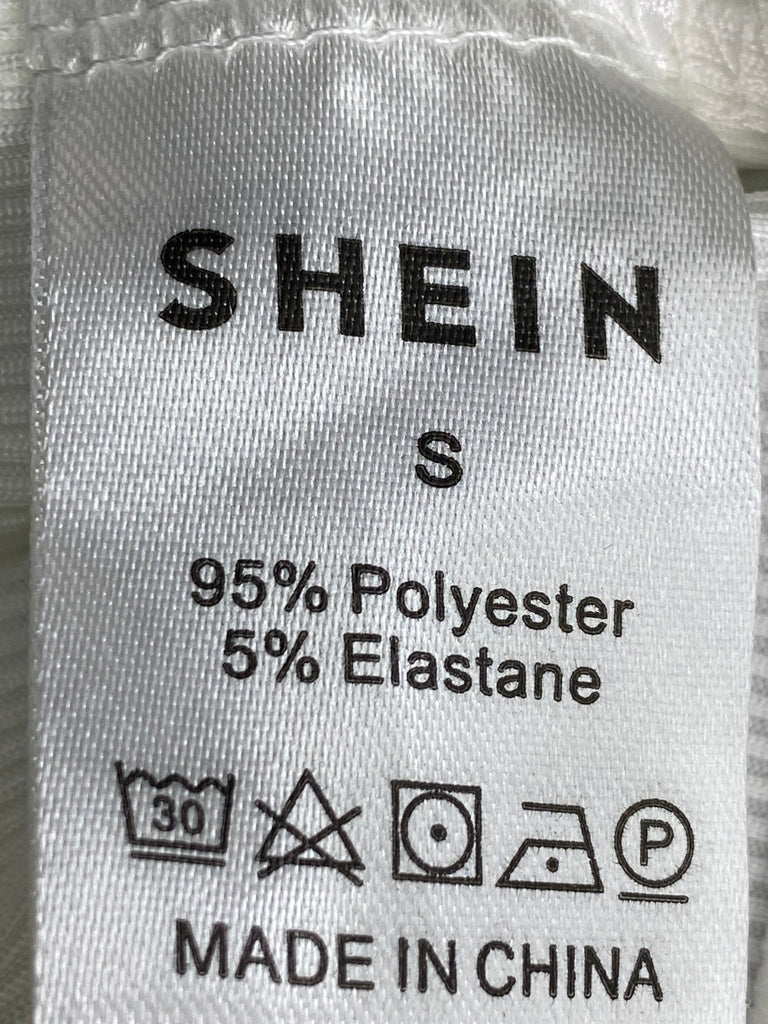 SHEIN
S
95% Polyester
5% Elastane
30 P
MADE IN CHINA